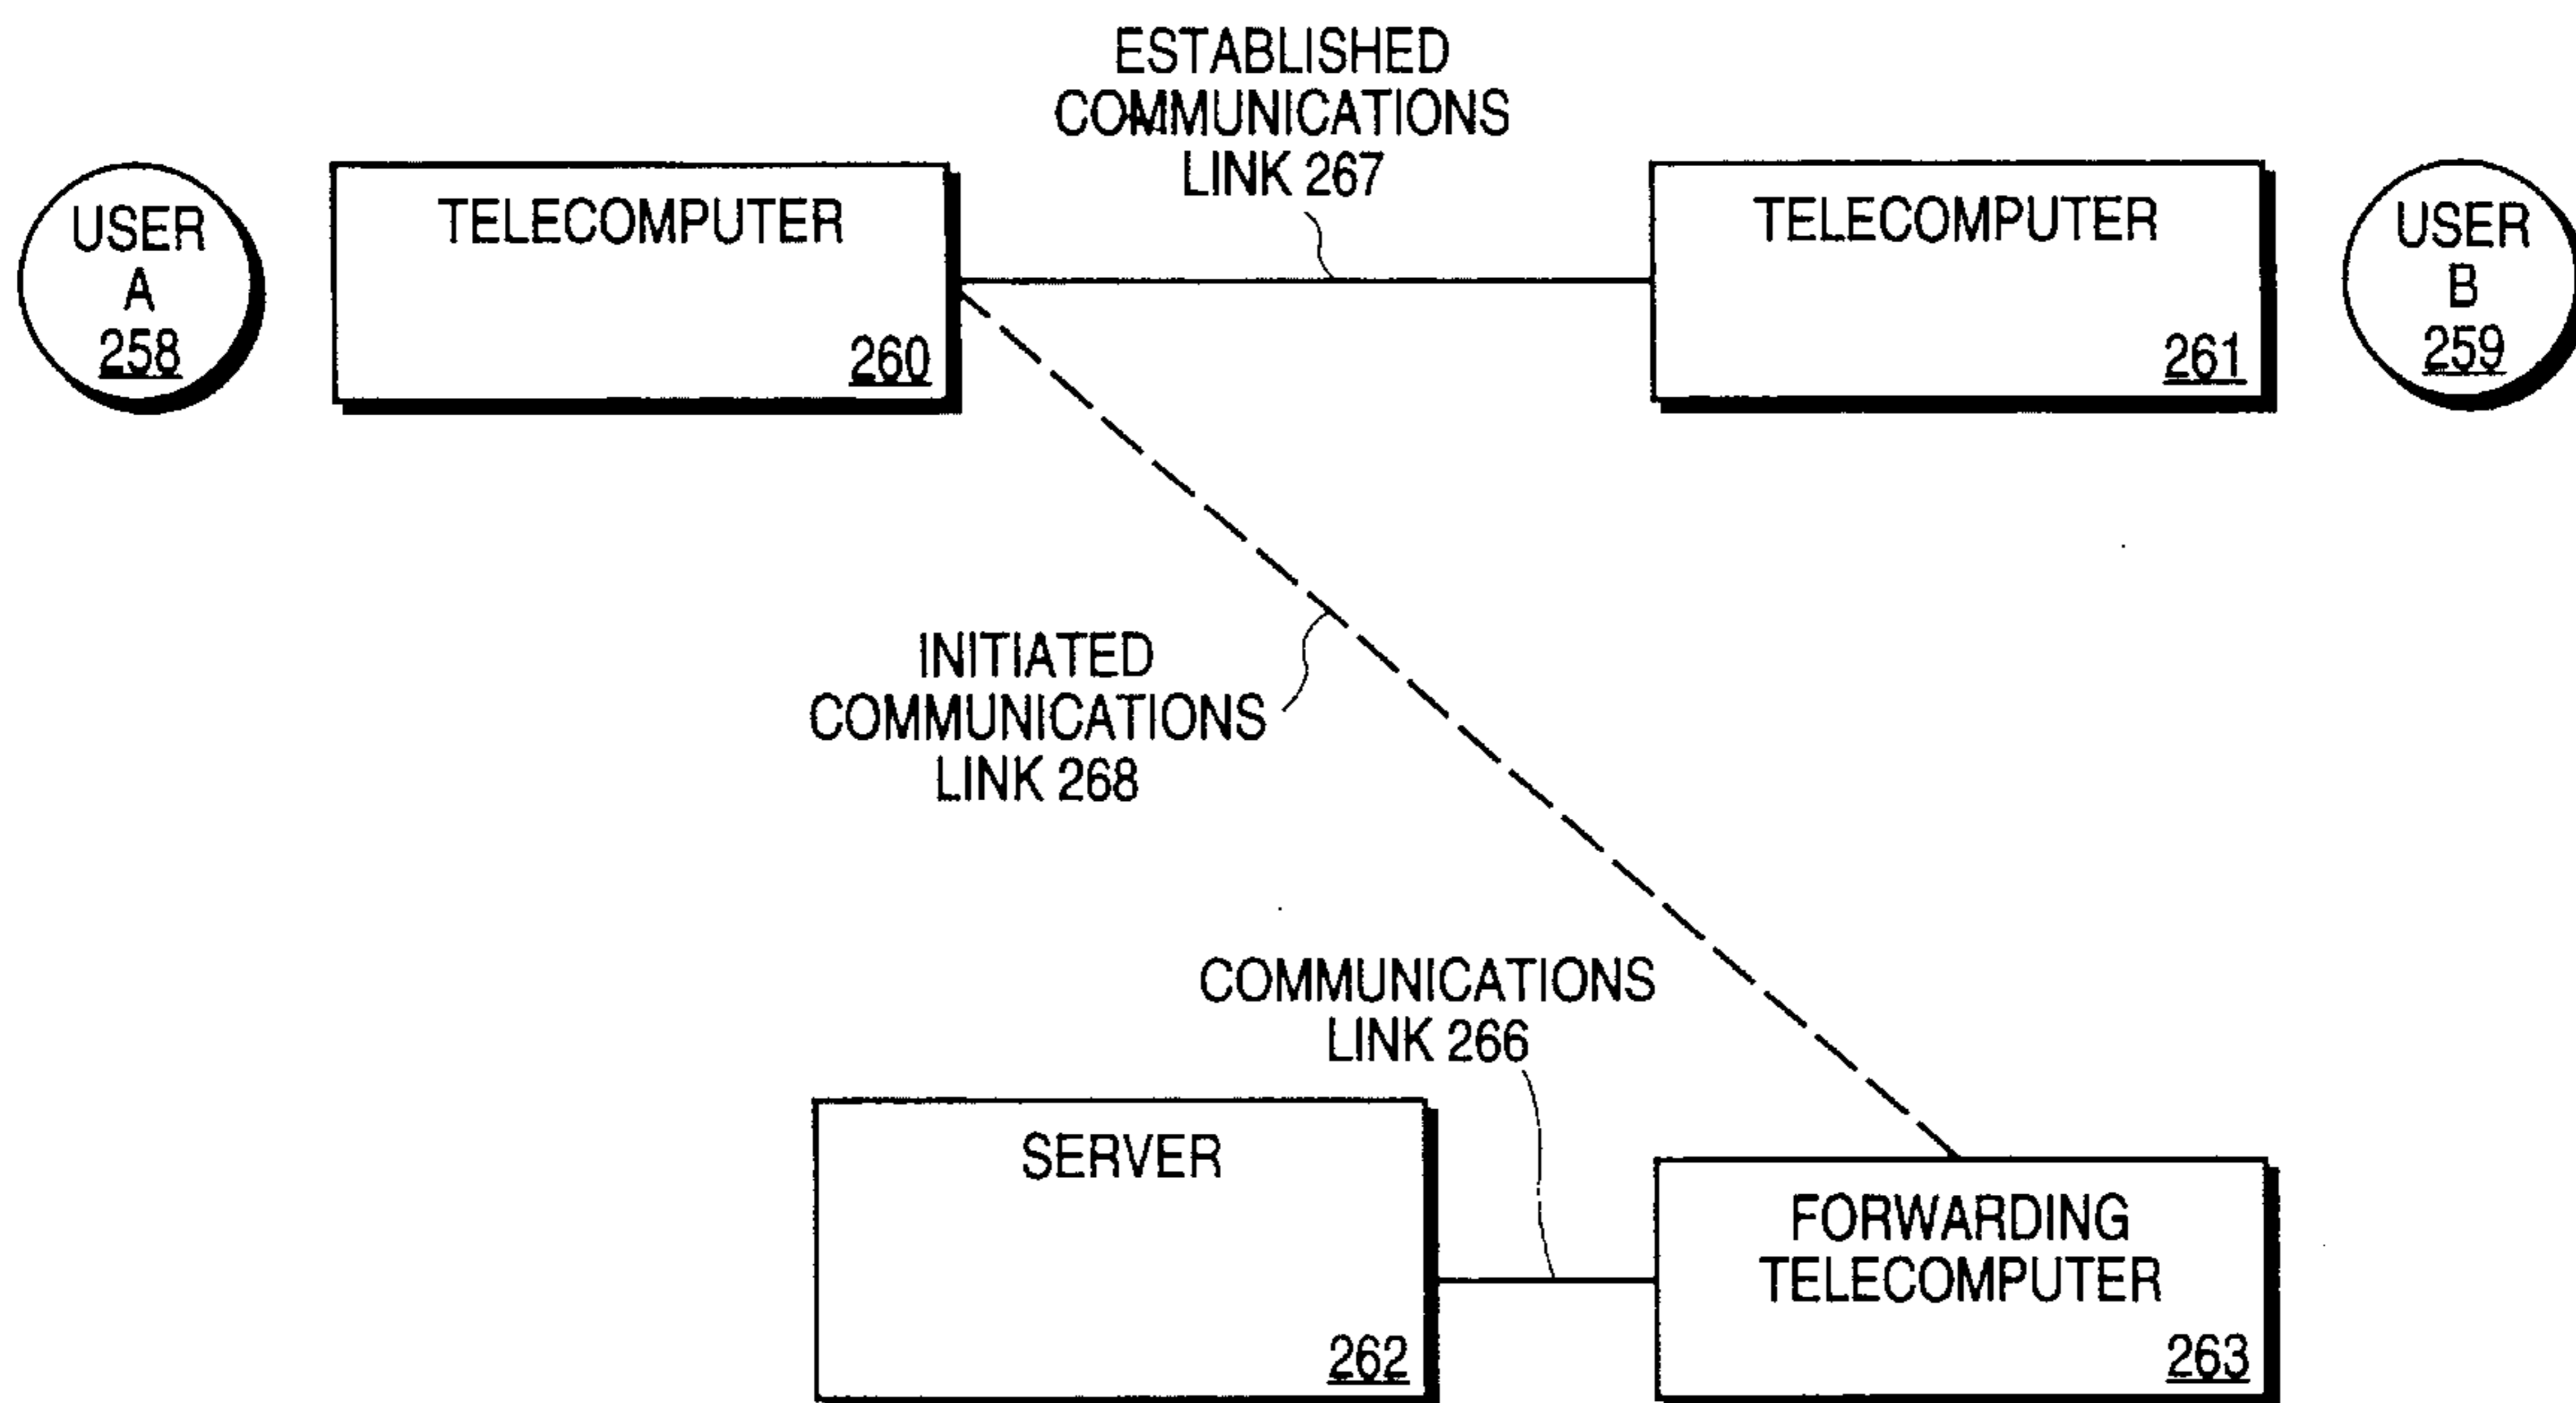 ESTABLISHED
COMMUNICATIONS
LINK 267
USER
A
258
TELECOMPUTER
260
TELECOMPUTER
261
USER
B
259
INITIATED
COMMUNICATIONS
LINK 268
COMMUNICATIONS
LINK 266
SERVER
262
FORWARDING
TELECOMPUTER
263